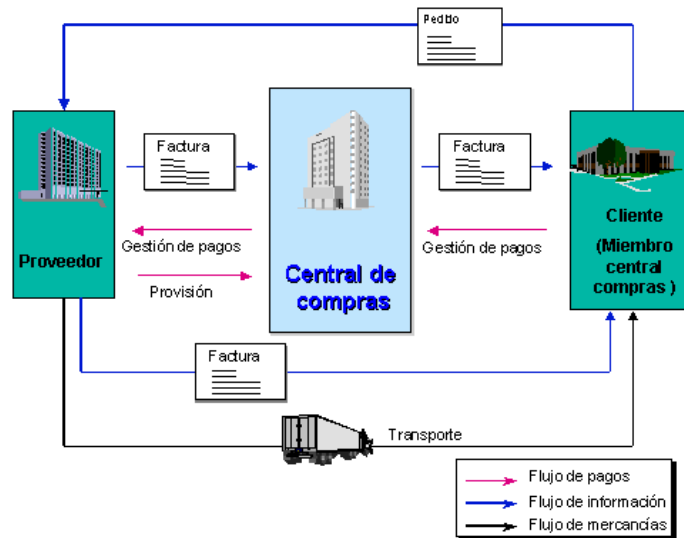 Pedido
Factura
Factura
Gestión de pagos
Gestión de pagos
Proveedor
Provisión
Central de
compras
Cliente
(Miembro
central
compras )
Factura
Transporte
Flujo de pagos
Flujo de información
Flujo de mercancías